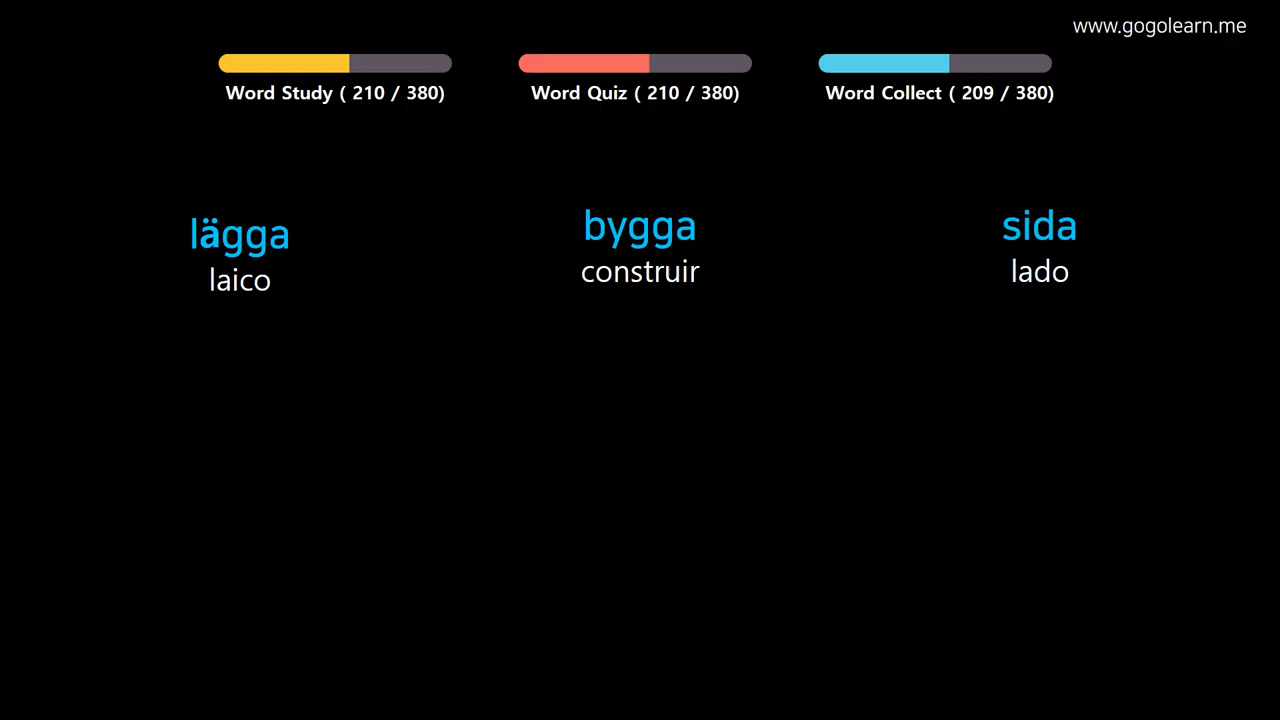 www.gogolearn.me
Word Study ( 210 / 380)
Word Quiz ( 210 / 380)
Word Collect ( 209 / 380)
lägga
laico
bygga
construir
sida
lado